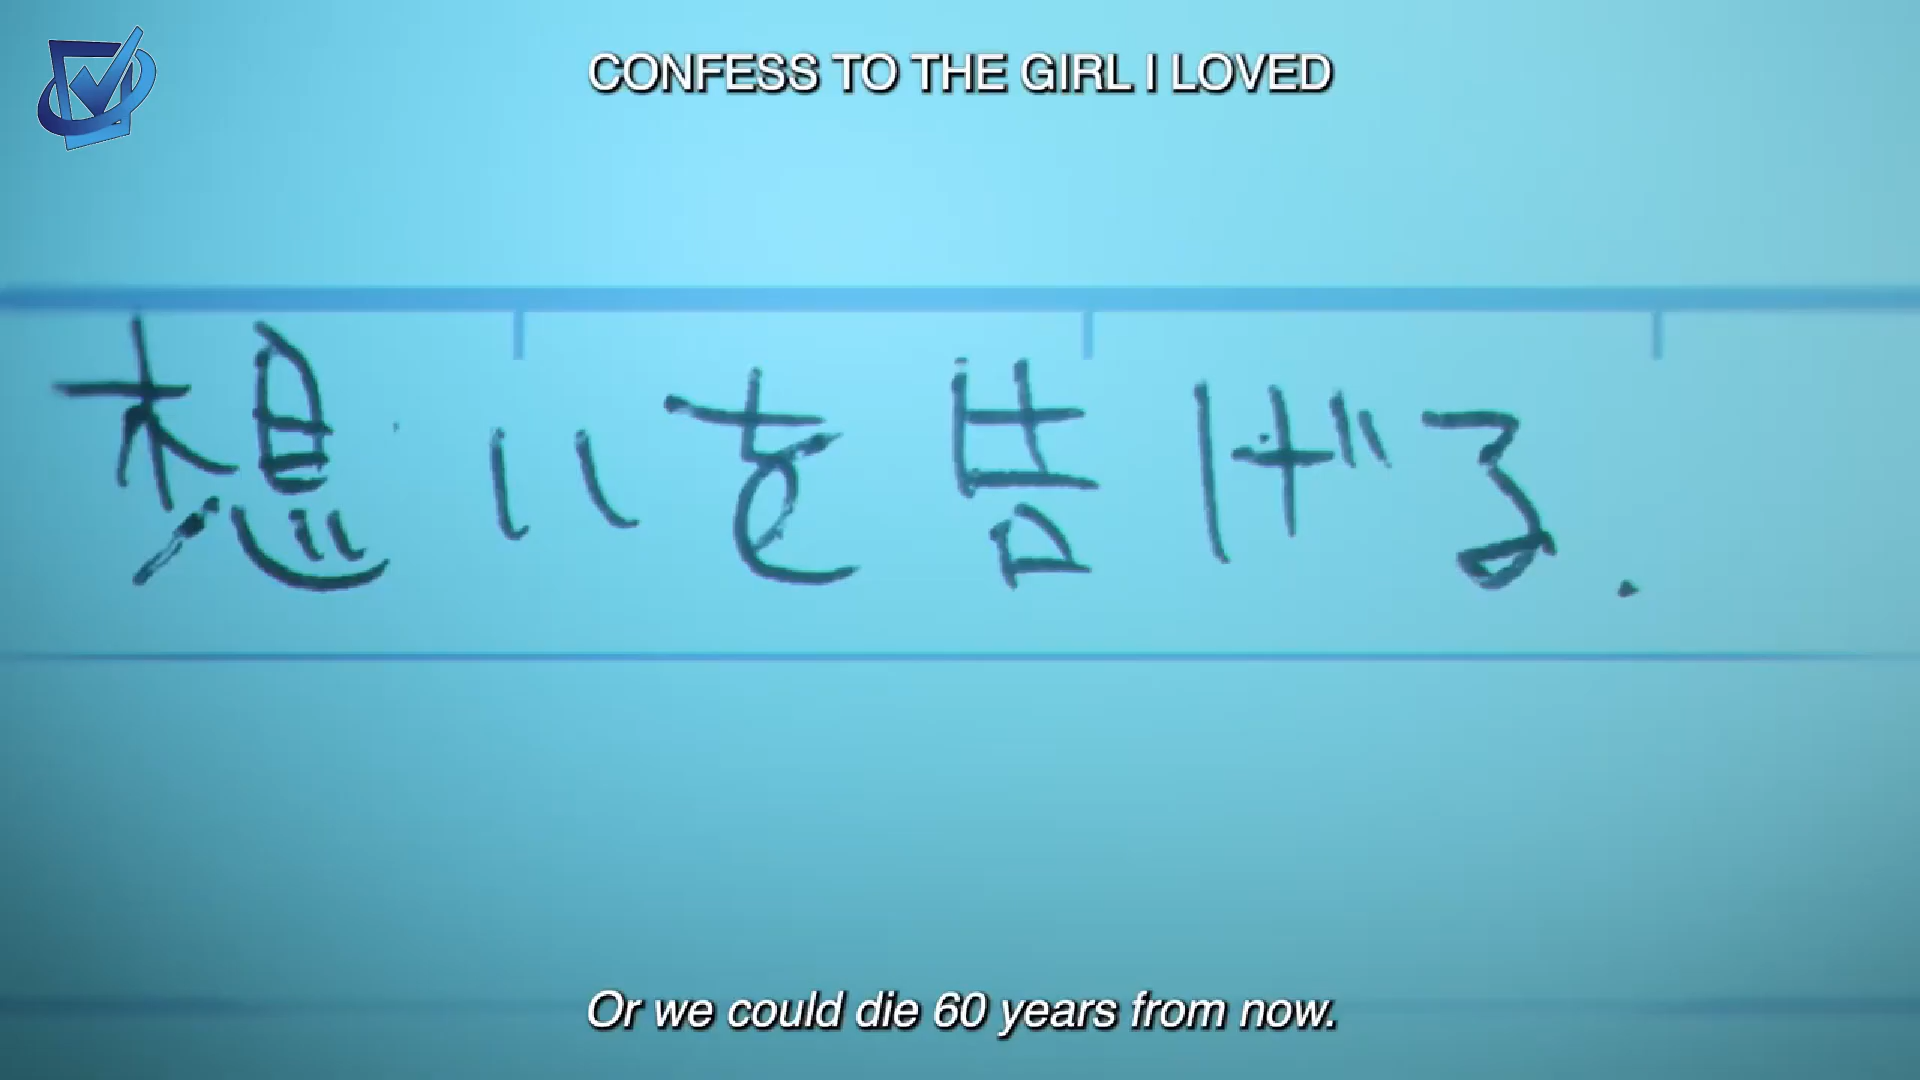 CONFESS TO THE GIRL I LOVED
想いを告げる.
Or we could die 60 years from now.